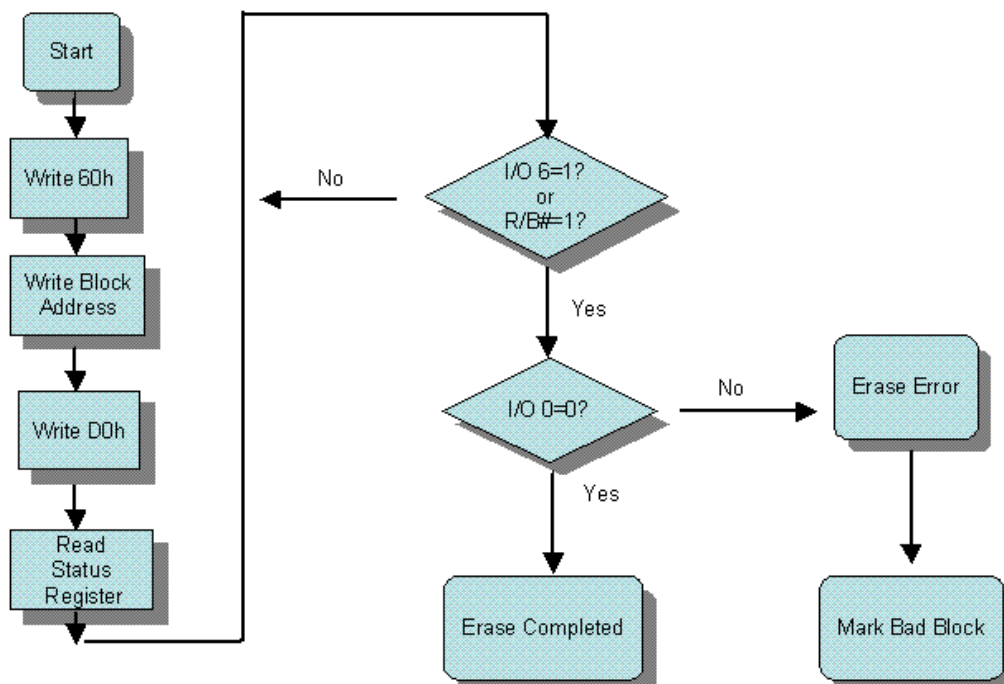 Start
Write 60h
Write Block
Address
Write D0h
Read
Status
Register
I/O 6=1?
or
R/B#=1?
No
Yes
I/O 0=0?
No
Yes
Erase Error
Erase Completed
Mark Bad Block